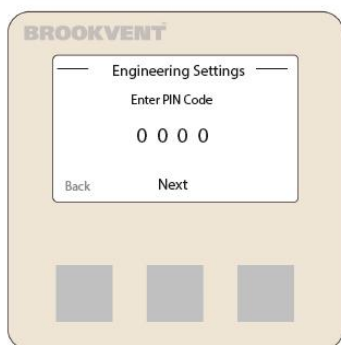 BROOKVENT
Engineering Settings
Enter PIN Code
0 0 0 0
Back Next